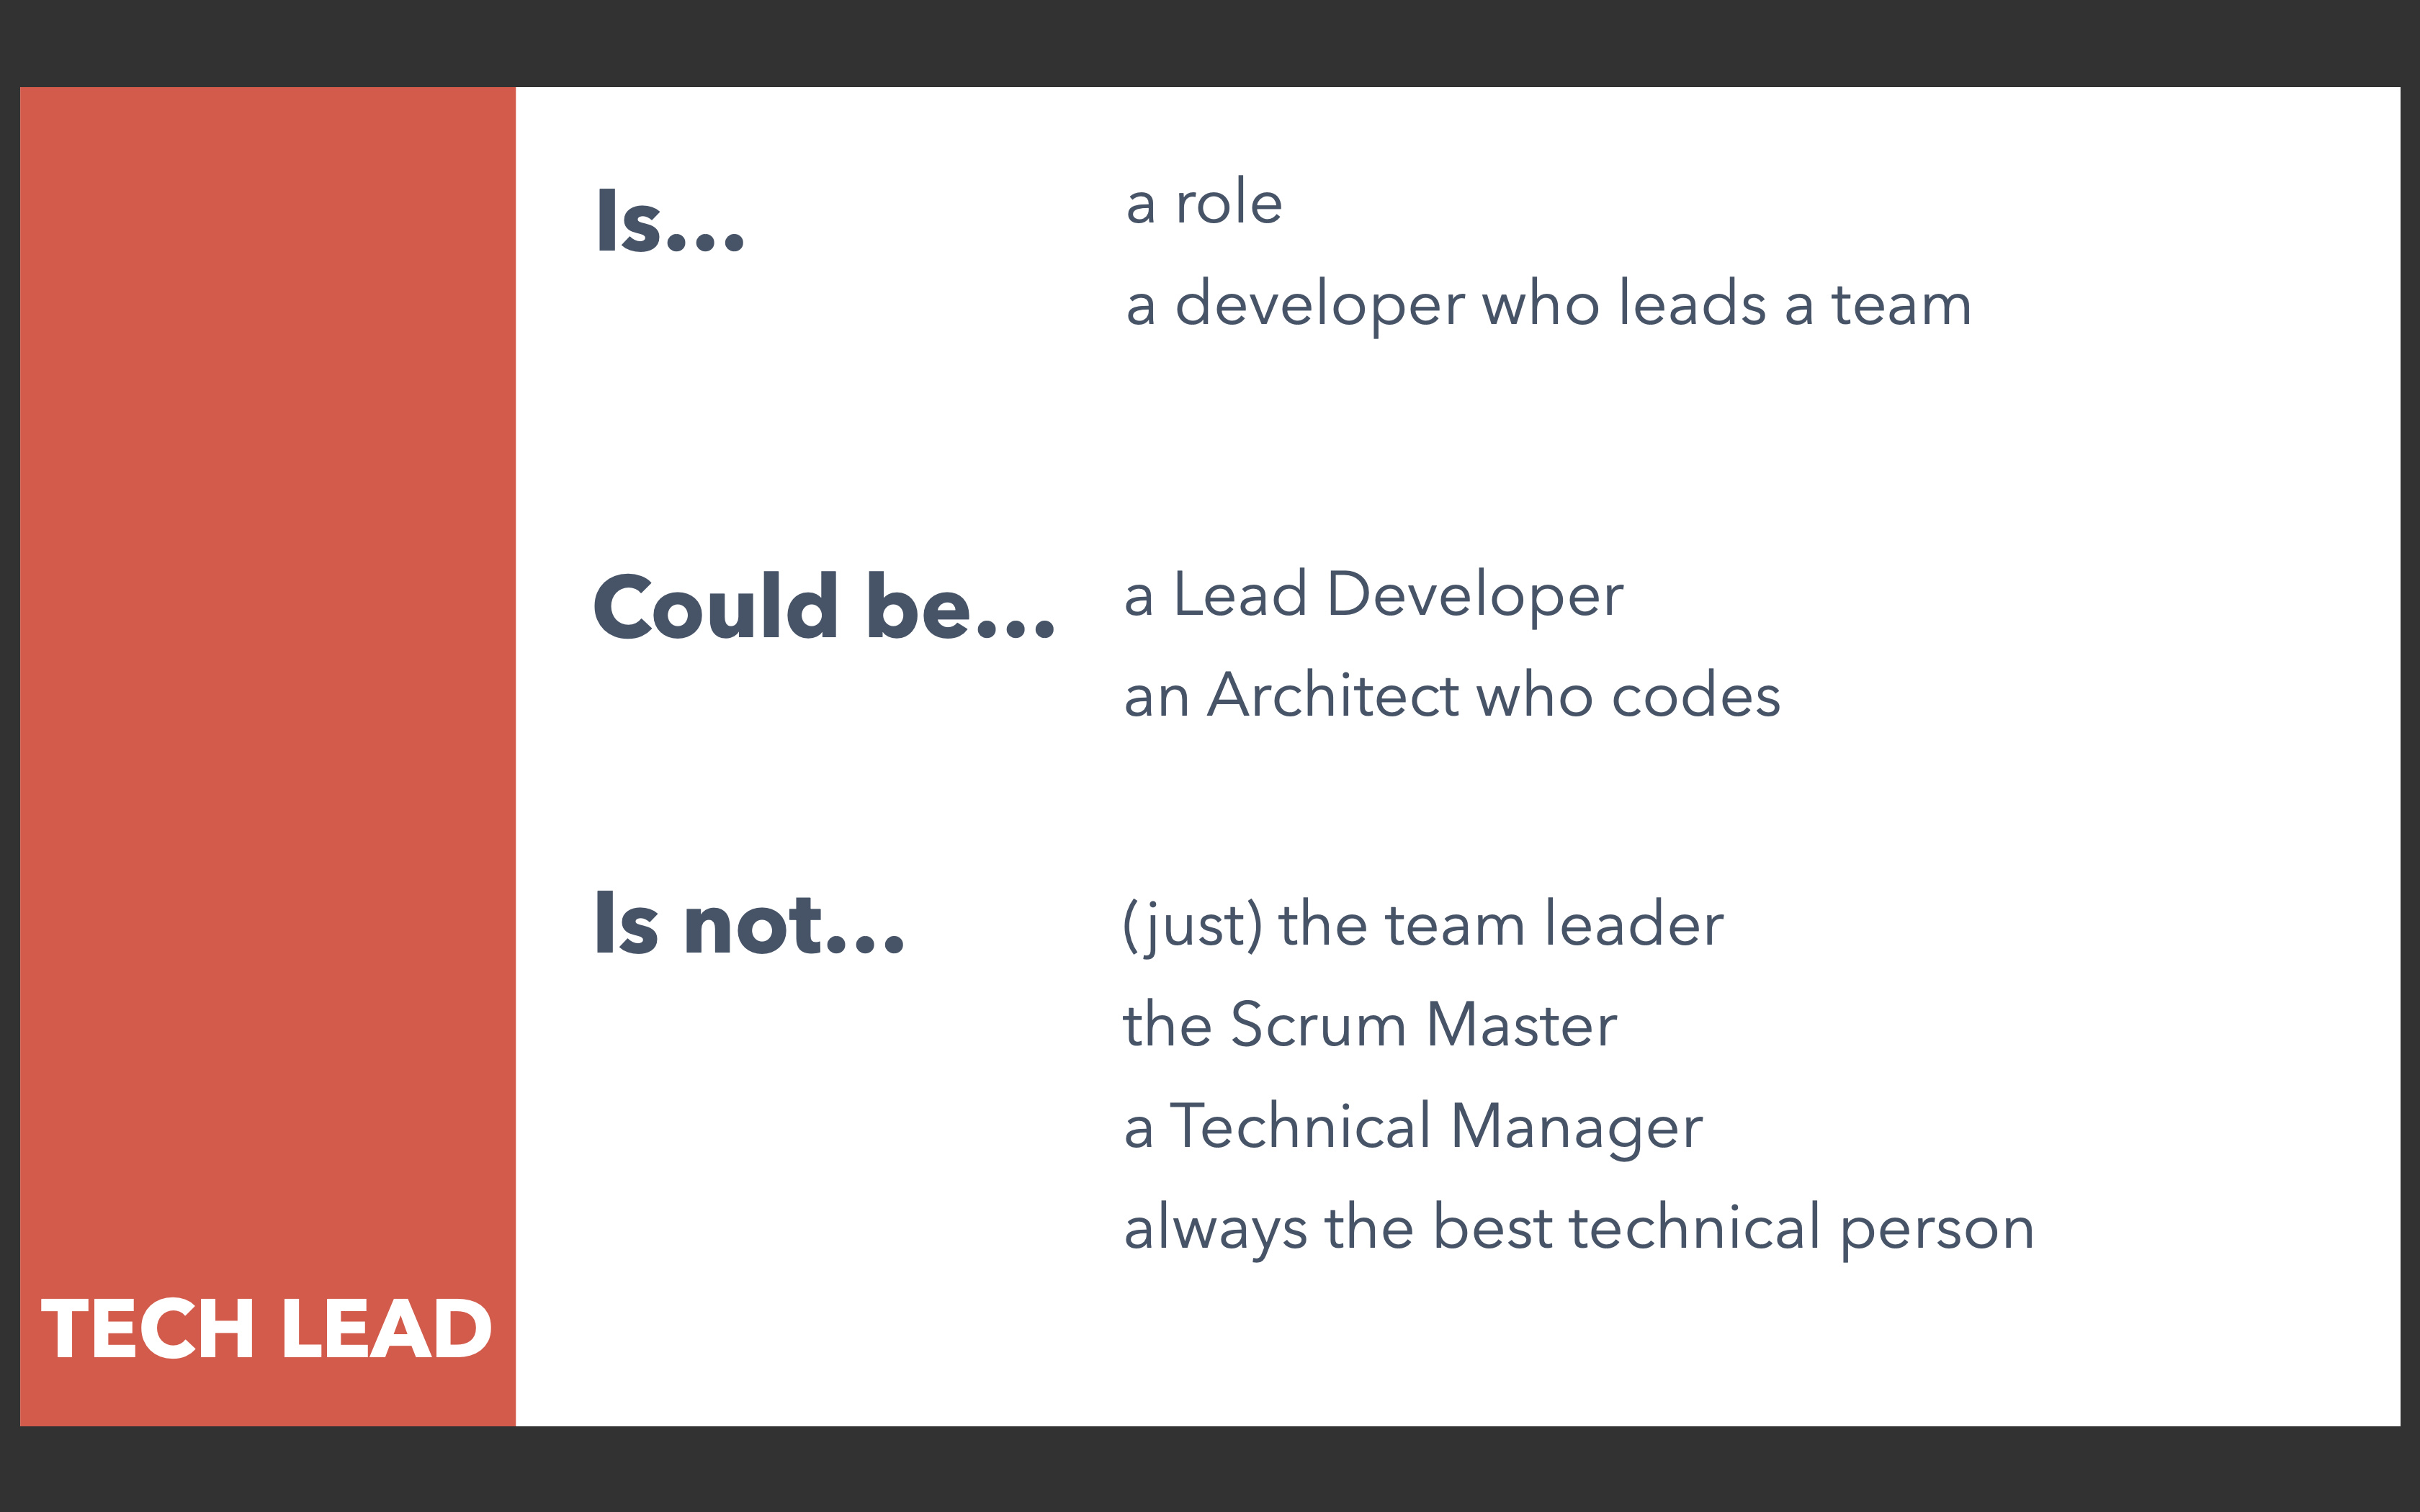 Is...
a role
a developer who leads a team
Could be...
a Lead Developer
an Architect who codes
Is not...
(just) the team leader
the Scrum Master
a Technical Manager
always the best technical person
TECH LEAD